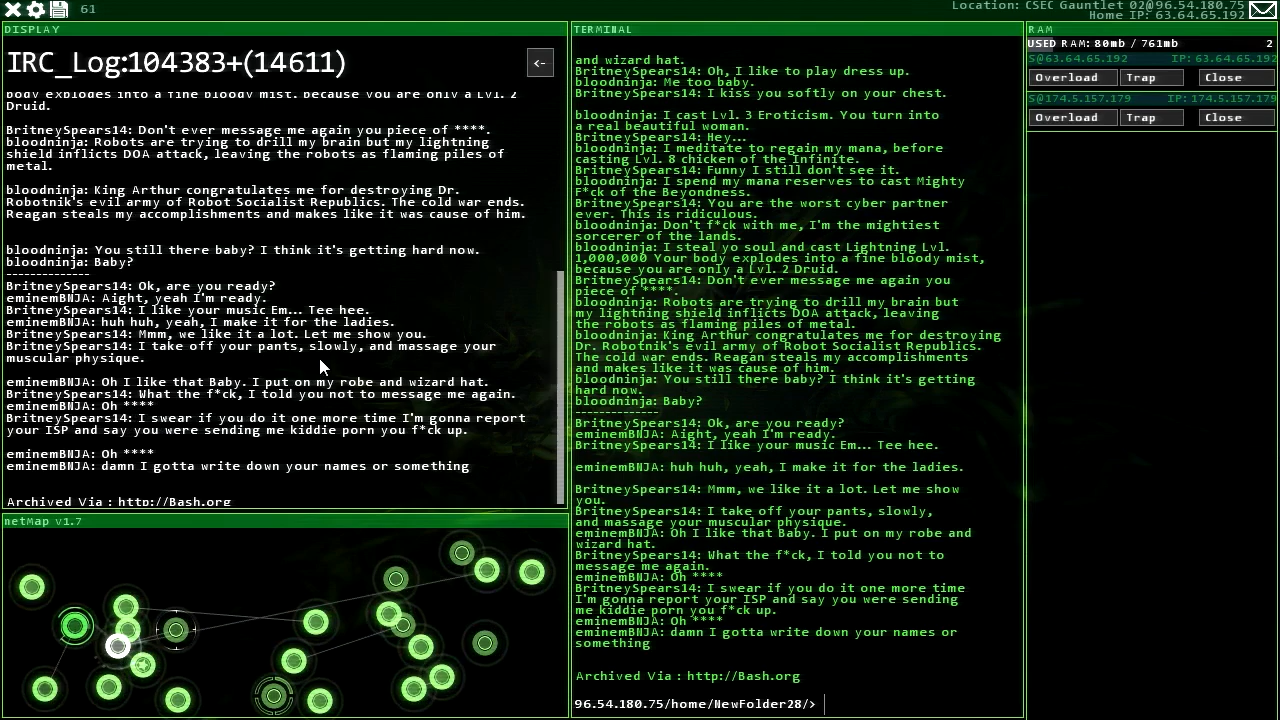 61
Location: CSEC Gauntlet 02@96.54.180.75
Home IP: 63.64.65.192
DISPLAY
IRC_Log:104383+(14611)
<-
body explodes into a fine bloody mist, because you are only a Lvl. 2
Druid.
BritneySpears14: Don't ever message me again you piece of ****.
bloodninja: Robots are trying to drill my brain but my lightning
shield inflicts DOA attack, leaving the robots as flaming piles of
metal.
bloodninja: King Arthur congratulates me for destroying Dr.
Robotnik's evil army of Robot Socialist Republics. The cold war ends.
Reagan steals my accomplishments and makes like it was cause of him.
bloodninja: You still there baby? I think it's getting hard now.
bloodninja: Baby?
--------------
BritneySpears14: Ok, are you ready?
eminemBNJA: Aight, yeah I'm ready.
BritneySpears14: I like your music Em... Tee hee.
eminemBNJA: huh huh, yeah, I make it for the ladies.
BritneySpears14: Mmm, we like it a lot. Let me show you.
BritneySpears14: I take off your pants, slowly, and massage your
muscular physique.
eminemBNJA: Oh I like that Baby. I put on my robe and wizard hat.
BritneySpears14: What the f*ck, I told you not to message me again.
eminemBNJA: Oh ****
BritneySpears14: I swear if you do it one more time I'm gonna report
your ISP and say you were sending me kiddie porn you f*ck up.
eminemBNJA: Oh ****
eminemBNJA: damn I gotta write down your names or something
Archived Via : http://Bash.org
netMap v1.7
TERMINAL
and wizard hat.
BritneySpears14: Oh, I like to play dress up.
bloodninja: Me too baby.
BritneySpears14: I kiss you softly on your chest.
bloodninja: I cast Lvl. 3 Eroticism. You turn into
a real beautiful woman.
BritneySpears14: Hey...
bloodninja: I meditate to regain my mana, before
casting Lvl. 8 chicken of the Infinite.
BritneySpears14: Funny I still don't see it.
bloodninja: I spend my mana reserves to cast Mighty
F*ck of the Beyondness.
BritneySpears14: You are the worst cyber partner
ever. This is ridiculous.
bloodninja: Don't f*ck with me, I'm the mightiest
sorcerer of the lands.
bloodninja: I steal yo soul and cast Lightning Lvl.
1,000,000 Your body explodes into a fine bloody mist,
because you are only a Lvl. 2 Druid.
BritneySpears14: Don't ever message me again you
piece of ****.
bloodninja: Robots are trying to drill my brain but
my lightning shield inflicts DOA attack, leaving
the robots as flaming piles of metal.
bloodninja: King Arthur congratulates me for destroying
Dr. Robotnik's evil army of Robot Socialist Republics.
The cold war ends. Reagan steals my accomplishments
and makes like it was cause of him.
bloodninja: You still there baby? I think it's getting
hard now.
bloodninja: Baby?
--------------
BritneySpears14: Ok, are you ready?
eminemBNJA: Aight, yeah I'm ready.
BritneySpears14: I like your music Em... Tee hee.
eminemBNJA: huh huh, yeah, I make it for the ladies.
BritneySpears14: Mmm, we like it a lot. Let me show
you.
BritneySpears14: I take off your pants, slowly,
and massage your muscular physique.
eminemBNJA: Oh I like that Baby. I put on my robe and
wizard hat.
BritneySpears14: What the f*ck, I told you not to
message me again.
eminemBNJA: Oh ****
BritneySpears14: I swear if you do it one more time
I'm gonna report your ISP and say you were sending
me kiddie porn you f*ck up.
eminemBNJA: Oh ****
eminemBNJA: damn I gotta write down your names or
something
Archived Via : http://Bash.org
96.54.180.75/home/NewFolder28/>
RAM
USED RAM: 80mb / 761mb 2
S@63.64.65.192 IP: 63.64.65.192
Overload Trap Close
S@174.5.157.179 IP: 174.5.157.179
Overload Trap Close